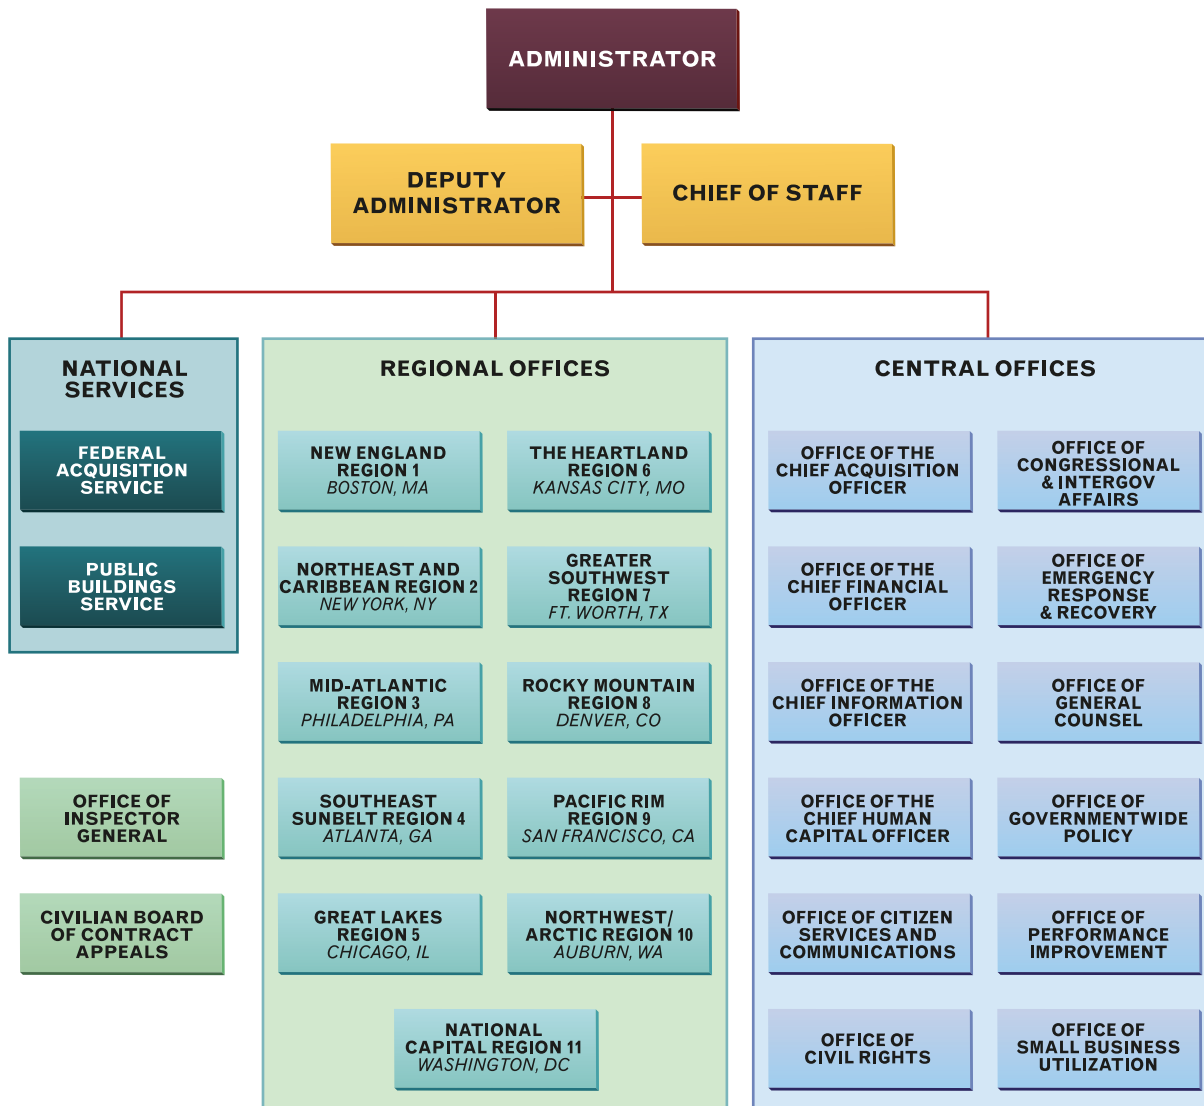 ADMINISTRATOR
DEPUTY
ADMINISTRATOR
CHIEF OF STAFF
NATIONAL
SERVICES
FEDERAL
ACQUISITION
SERVICE
PUBLIC
BUILDINGS
SERVICE
OFFICE OF
INSPECTOR
GENERAL
CIVILIAN BOARD
OF CONTRACT
APPEALS
REGIONAL OFFICES
NEW ENGLAND
REGION 1
BOSTON, MA
THE HEARTLAND
REGION 6
KANSAS CITY, MO
NORTHEAST AND
CARIBBEAN REGION 2
NEW YORK, NY
GREATER
SOUTHWEST
REGION 7
FT. WORTH, TX
MID-ATLANTIC
REGION 3
PHILADELPHIA, PA
ROCKY MOUNTAIN
REGION 8
DENVER, CO
SOUTHEAST
SUNBELT REGION 4
ATLANTA, GA
PACIFIC RIM
REGION 9
SAN FRANCISCO, CA
GREAT LAKES
REGION 5
CHICAGO, IL
NORTHWEST/
ARCTIC REGION 10
AUBURN, WA
NATIONAL
CAPITAL REGION 11
WASHINGTON, DC
CENTRAL OFFICES
OFFICE OF THE
CHIEF ACQUISITION
OFFICER
OFFICE OF
CONGRESSIONAL
& INTERGOV
AFFAIRS
OFFICE OF THE
CHIEF FINANCIAL
OFFICER
OFFICE OF
EMERGENCY
RESPONSE
& RECOVERY
OFFICE OF THE
CHIEF INFORMATION
OFFICER
OFFICE OF
GENERAL
COUNSEL
OFFICE OF THE
CHIEF HUMAN
CAPITAL OFFICER
OFFICE OF
GOVERNMENTWIDE
POLICY
OFFICE OF CITIZEN
SERVICES AND
COMMUNICATIONS
OFFICE OF
PERFORMANCE
IMPROVEMENT
OFFICE OF
CIVIL RIGHTS
OFFICE OF
SMALL BUSINESS
UTILIZATION